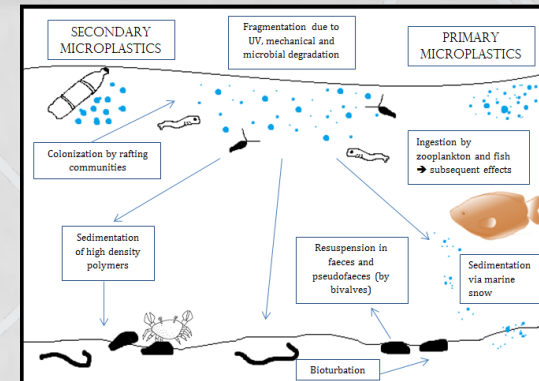 SECONDARY
MICROPLASTICS
Fragmentation due to
UV, mechanical and
microbial degradation
PRIMARY
MICROPLASTICS
Colonization by rafting
communities
Ingestion by
zooplankton and fish
➔ subsequent effects
Sedimentation
of high density
polymers
Resuspension in
faeces and
pseudofaeces (by
bivalves)
Sedimentation
via marine
snow
Bioturbation